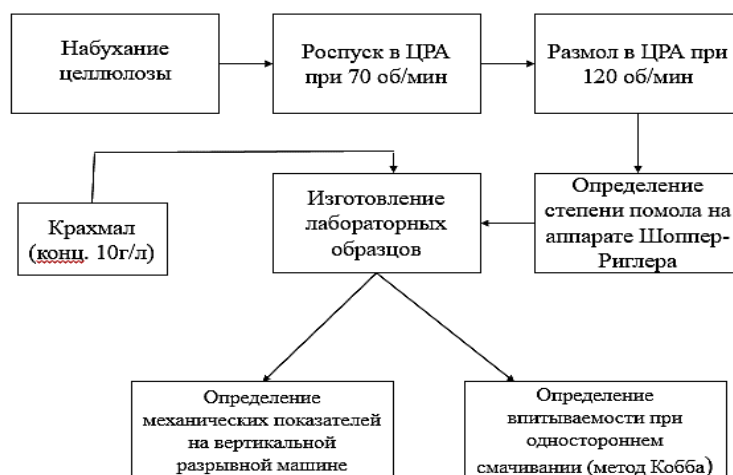 Набухание
целлюлозы
Роспуск в ЦРА
при 70 об/мин
Размол в ЦРА при
120 об/мин
Определение
степени помола на
аппарате Шоппер-
Риглера
Изготовление
лабораторных
образцов
Крахмал
(конц. 10г/л)
Определение
механических показателей
на вертикальной
разрывной машине
Определение
впитываемости при
одностороннем
смачивании (метод Кобба)